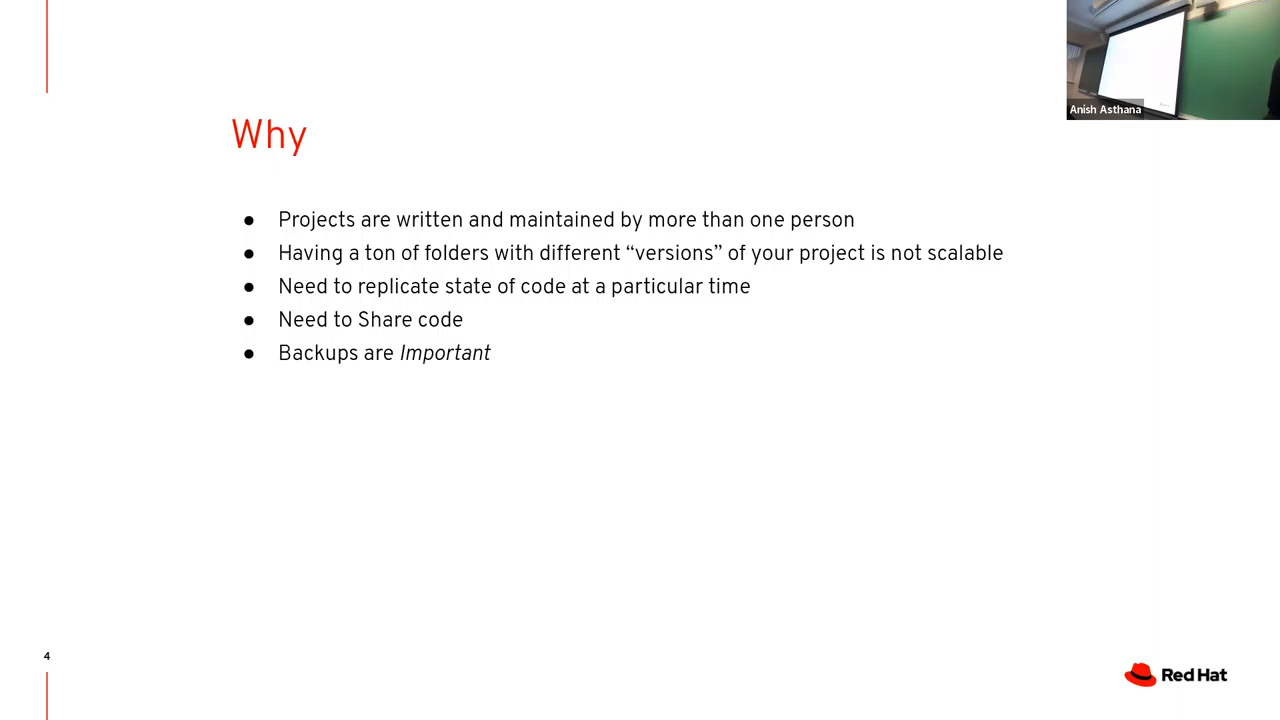 Anish Asthana
Why
● Projects are written and maintained by more than one person
● Having a ton of folders with different “versions” of your project is not scalable
● Need to replicate state of code at a particular time
● Need to Share code
● Backups are Important
4
Red Hat